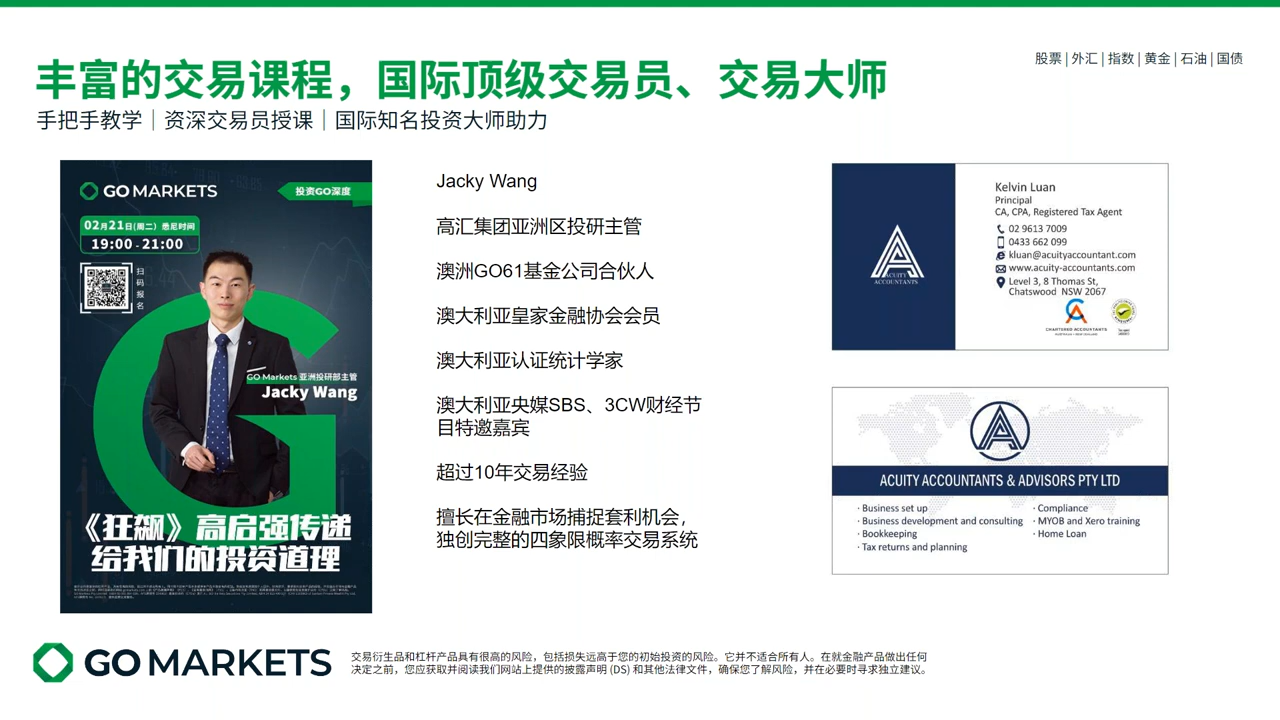 丰富的交易课程，国际顶级交易员、交易大师
股票 | 外汇 | 指数 | 黄金 | 石油 | 国债
手把手教学｜资深交易员授课｜国际知名投资大师助力
GO MARKETS
投资GO深度
02月21日(周二) 悉尼时间
19:00 - 21:00
扫码报名
GO Markets 亚洲投研部主管
Jacky Wang
《狂飙》高启强传递
给我们的投资道理
Jacky Wang
高汇集团亚洲区投研主管
澳洲GO61基金公司合伙人
澳大利亚皇家金融协会会员
澳大利亚认证统计学家
澳大利亚央媒SBS、3CW财经节
目特邀嘉宾
超过10年交易经验
擅长在金融市场捕捉套利机会，
独创完整的四象限概率交易系统
ACUITY
ACCOUNTANTS
Kelvin Luan
Principal
CA, CPA, Registered Tax Agent
02 9613 7009
0433 662 099
kluan@acuityaccountant.com
www.acuity-accountants.com
Level 3, 8 Thomas St,
Chatswood NSW 2067
CHARTERED ACCOUNTANTS
ACUITY ACCOUNTANTS & ADVISORS PTY LTD
· Business set up
· Business development and consulting
· Bookkeeping
· Tax returns and planning
· Compliance
· MYOB and Xero training
· Home Loan
GO MARKETS
交易衍生品和杠杆产品具有很高的风险，包括损失远高于您的初始投资的风险。它并不适合所有人。在就金融产品做出任何
决定之前，您应获取并阅读我们网站上提供的披露声明 (DS) 和其他法律文件，确保您了解风险，并在必要时寻求独立建议。